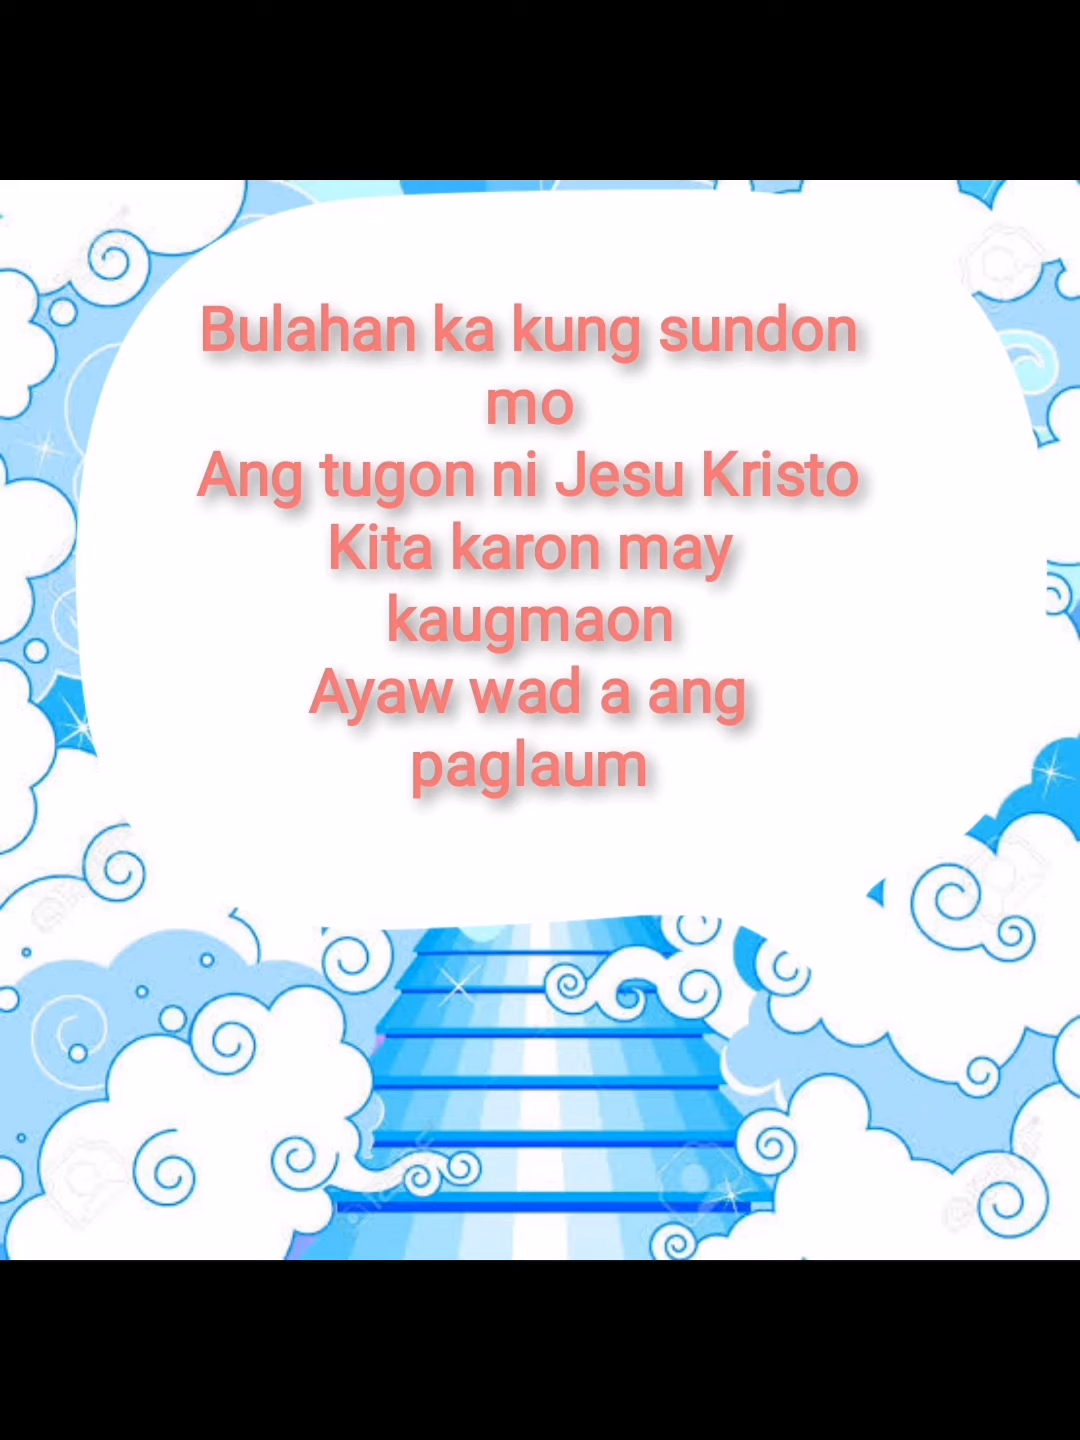 Bulahan ka kung sundon
mo
Ang tugon ni Jesu Kristo
Kita karon may
kaugmaon
Ayaw wad a ang
paglaum